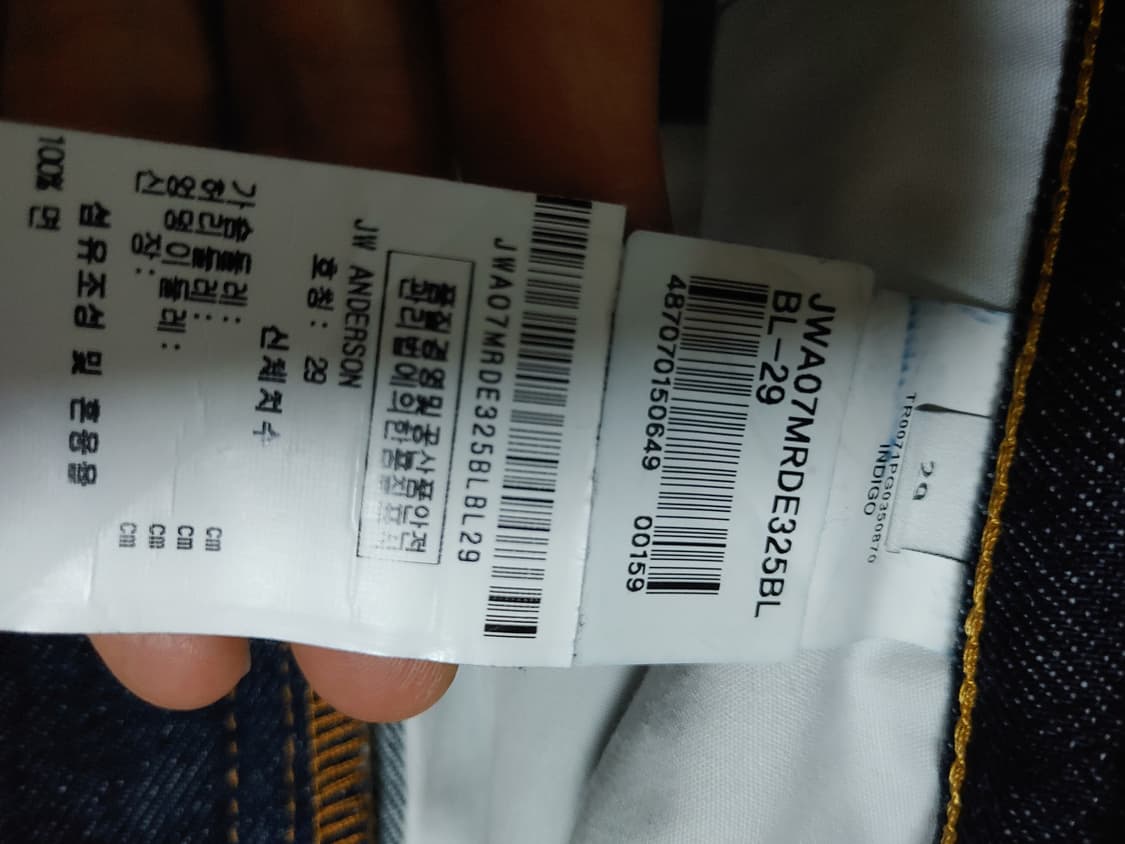 29
TR0071PG0350870
INDIGO
JWA07MRDE325BL
BL-29
4870701506​49 00159
JWA07MRDE325BLBL29
품질경영및공산품안전
관리법에의한품질표시
JW ANDERSON
호칭: 29
신체치수
가슴둘레: cm
허리둘레: cm
엉덩이둘레: cm
신 장: cm
섬유조성 및 혼용율
100% 면